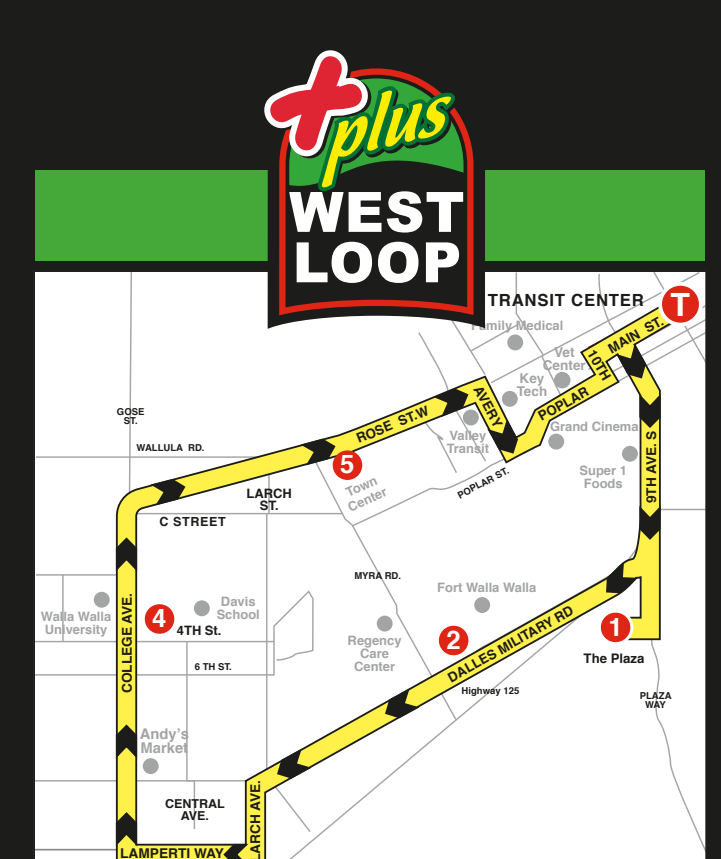 plus
WEST
LOOP
TRANSIT CENTER
T
Family Medical
MAIN ST.
Vet
Center
10TH
Key
Tech
AVERY
POPLAR
GOSE
ST.
ROSE ST.W
Grand Cinema
Valley
Transit
WALLULA RD.
5
9TH AVE. S
Super 1
Foods
POPLAR ST.
Town
Center
LARCH
ST.
C STREET
MYRA RD.
Fort Walla Walla
COLLEGE AVE.
Davis
School
4
Walla Walla
University
4TH St.
DALLES MILITARY RD
1
2
Regency
Care
Center
The Plaza
6 TH ST.
Highway 125
PLAZA
WAY
Andy's
Market
LARCH AVE.
CENTRAL
AVE.
LAMPERTI WAY